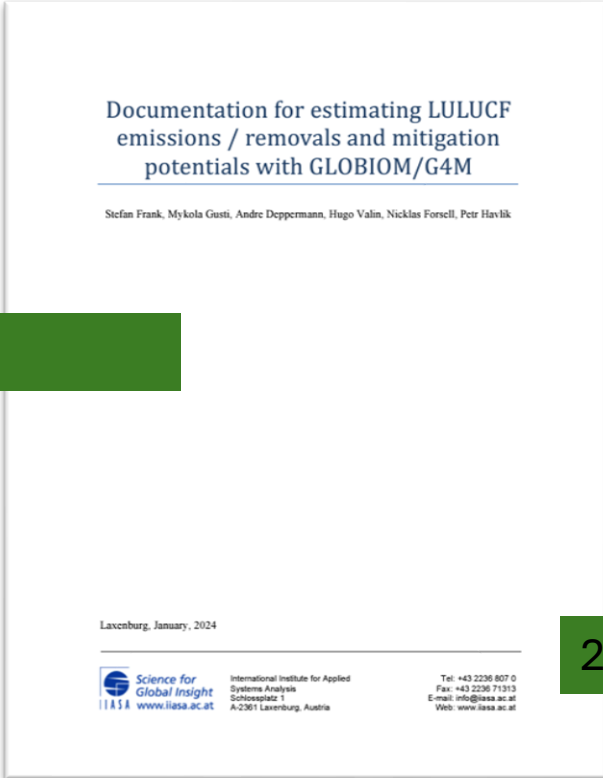 Documentation for estimating LULUCF
emissions / removals and mitigation
potentials with GLOBIOM/G4M
Stefan Frank, Mykola Gusti, Andre Deppermann, Hugo Valin, Nicklas Forsell, Petr Havlik
Laxenburg, January, 2024
2
Science for
Global Insight
IIASA www.iiasa.ac.at
International Institute for Applied
Systems Analysis
Schlossplatz 1
A-2361 Laxenburg, Austria
Tel: +43 2236 807 0
Fax: +43 2236 71313
E-mail: info@iiasa.ac.at
Web: www.iiasa.ac.at